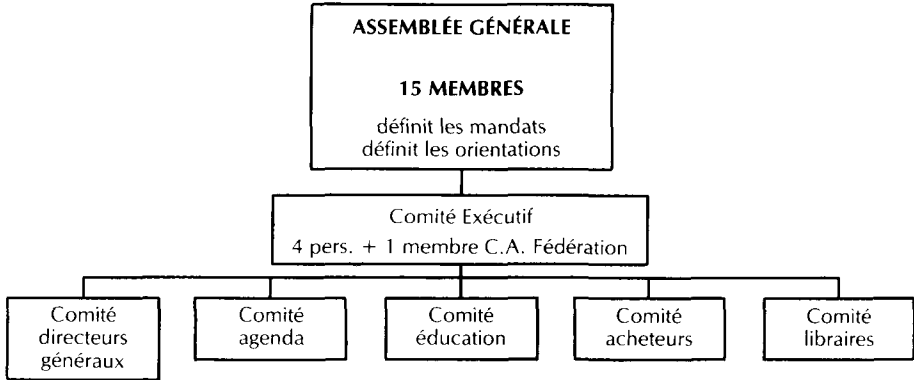 ASSEMBLÉE GÉNÉRALE
15 MEMBRES
définit les mandats
définit les orientations
Comité Exécutif
4 pers. + 1 membre C.A. Fédération
Comité
directeurs
généraux
Comité
agenda
Comité
éducation
Comité
acheteurs
Comité
libraires